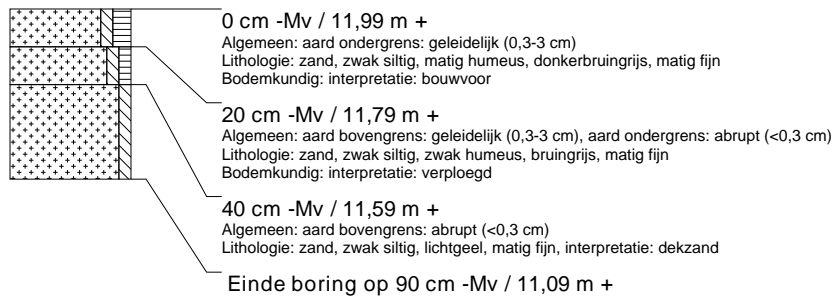 0 cm -Mv / 11,99 m +
Algemeen: aard ondergrens: geleidelijk (0,3-3 cm)
Lithologie: zand, zwak siltig, matig humeus, donkerbruingrijs, matig fijn
Bodemkundig: interpretatie: bouwvoor
20 cm -Mv / 11,79 m +
Algemeen: aard bovengrens: geleidelijk (0,3-3 cm), aard ondergrens: abrupt (<0,3 cm)
Lithologie: zand, zwak siltig, zwak humeus, bruingrijs, matig fijn
Bodemkundig: interpretatie: verploegd
40 cm -Mv / 11,59 m +
Algemeen: aard bovengrens: abrupt (<0,3 cm)
Lithologie: zand, zwak siltig, lichtgeel, matig fijn, interpretatie: dekzand
Einde boring op 90 cm -Mv / 11,09 m +